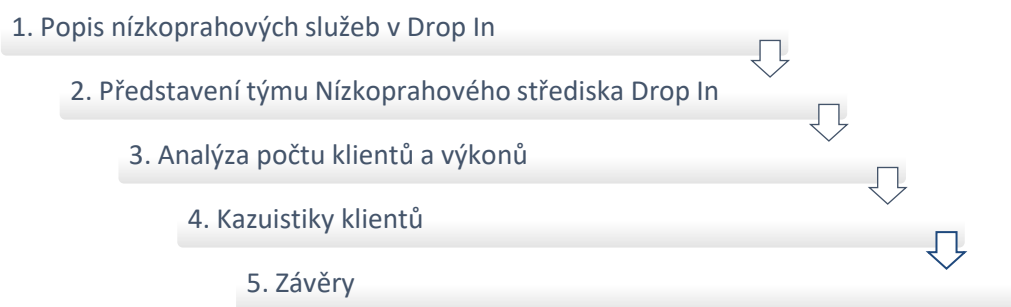 1. Popis nízkoprahových služeb v Drop In
2. Představení týmu Nízkoprahového střediska Drop In
3. Analýza počtu klientů a výkonů
4. Kazuistiky klientů
5. Závěry